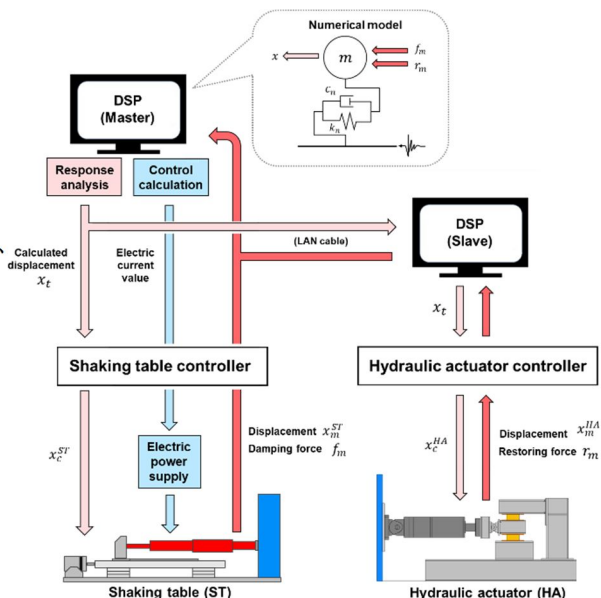 Numerical model
x
m
f_m
r_m
c_n
k_n
DSP
(Master)
Response
analysis
Control
calculation
DSP
(Slave)
(LAN cable)
Calculated
displacement
x_t
Electric
current
value
x_t
Shaking table controller
Hydraulic actuator controller
x_c^{ST}
Electric
power
supply
Displacement x_m^{ST}
Damping force f_m
x_c^{HA}
Displacement x_m^{HA}
Restoring force r_m
Shaking table (ST)
Hydraulic actuator (HA)